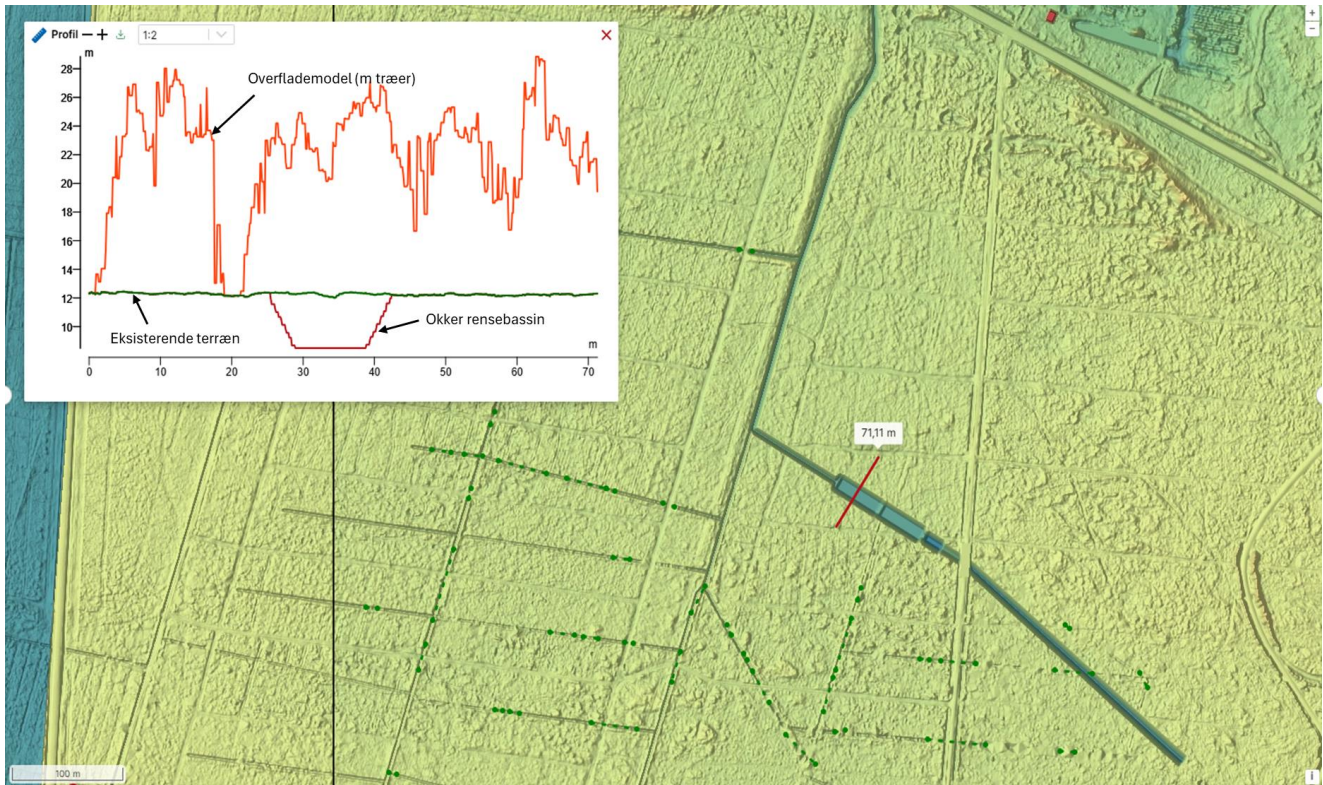 Profil
1:2
m
28
26
24
22
20
18
16
14
12
10
Overflademodel (m træer)
Eksisterende terræn
Okker rensebassin
m
0 10 20 30 40 50 60 70
71,11 m
100 m
+
−
i